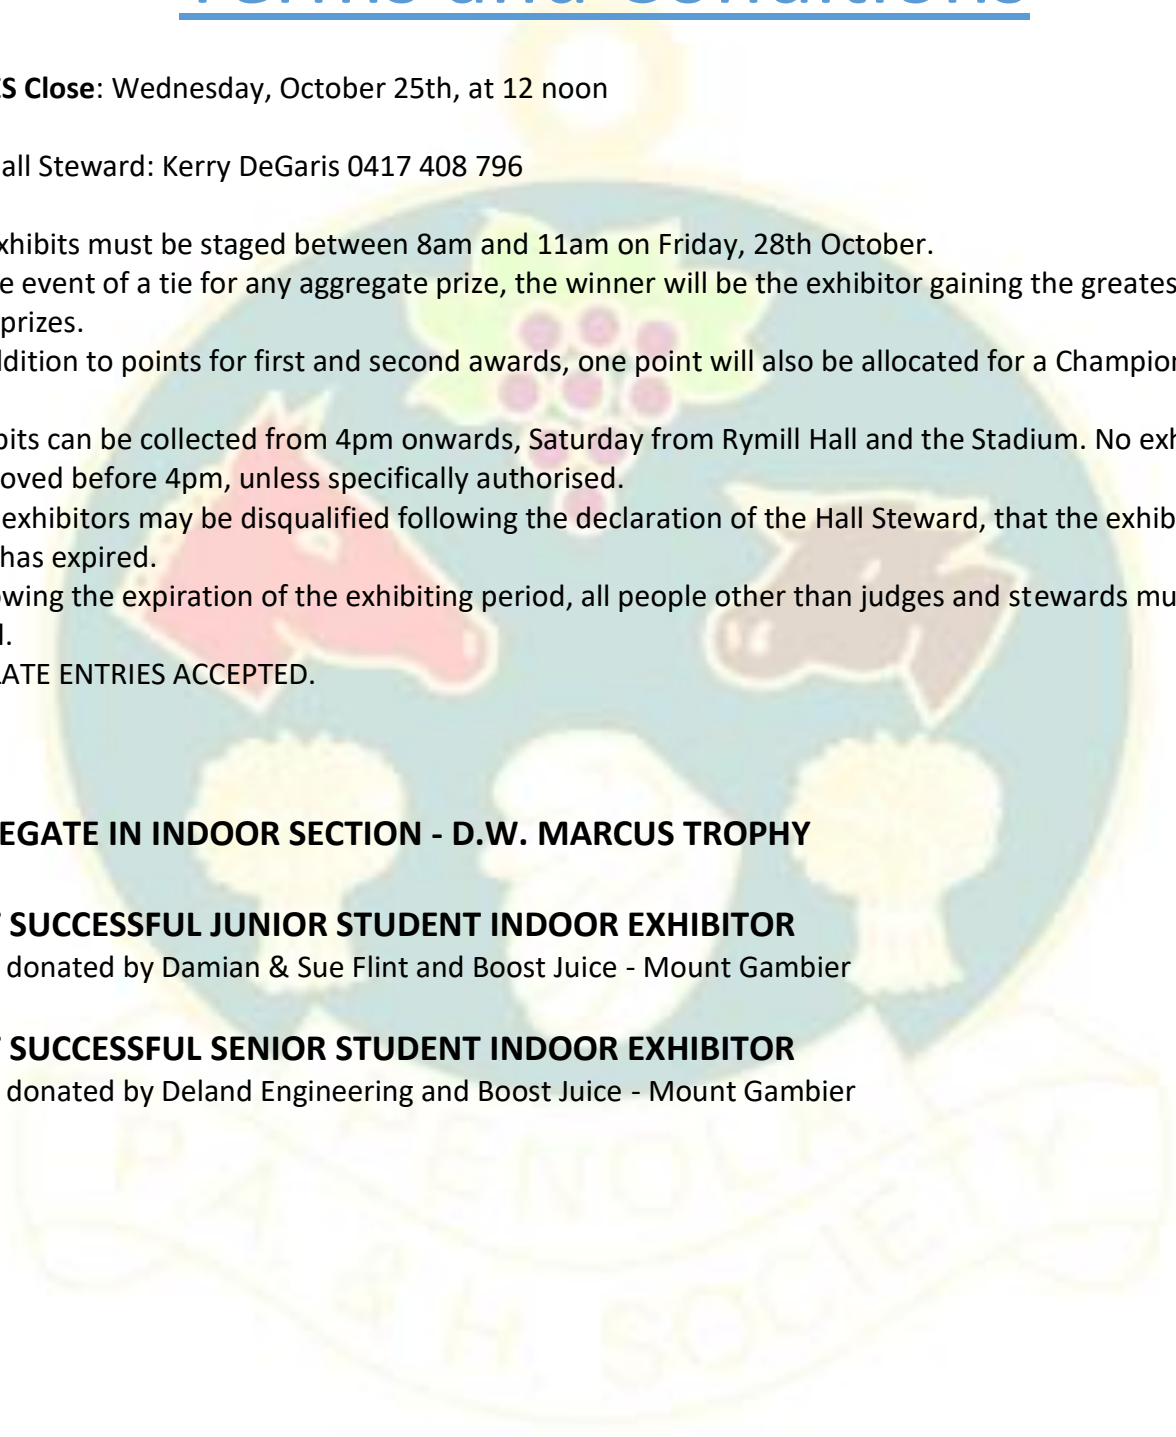 Terms and Conditions
ES Close: Wednesday, October 25th, at 12 noon
all Steward: Kerry DeGaris 0417 408 796
xhibits must be staged between 8am and 11am on Friday, 28th October.
e event of a tie for any aggregate prize, the winner will be the exhibitor gaining the greates
prizes.
ddition to points for first and second awards, one point will also be allocated for a Champion
bits can be collected from 4pm onwards, Saturday from Rymill Hall and the Stadium. No exh
oved before 4pm, unless specifically authorised.
exhibitors may be disqualified following the declaration of the Hall Steward, that the exhib
has expired.
owing the expiration of the exhibiting period, all people other than judges and stewards mu
l.
LATE ENTRIES ACCEPTED.
EGATE IN INDOOR SECTION - D.W. MARCUS TROPHY
T SUCCESSFUL JUNIOR STUDENT INDOOR EXHIBITOR
donated by Damian & Sue Flint and Boost Juice - Mount Gambier
T SUCCESSFUL SENIOR STUDENT INDOOR EXHIBITOR
donated by Deland Engineering and Boost Juice - Mount Gambier
PENOLA
P. A. & H. SOCIETY